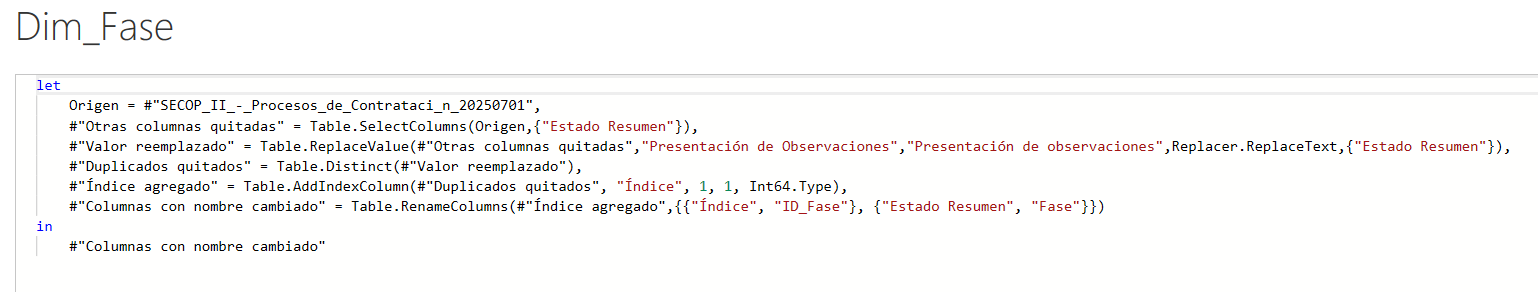 Dim_Fase
let
Origen = #"SECOP_II_-_Procesos_de_Contrataci_n_20250701",
#"Otras columnas quitadas" = Table.SelectColumns(Origen,{"Estado Resumen"}),
#"Valor reemplazado" = Table.ReplaceValue(#"Otras columnas quitadas","Presentación de Observaciones","Presentación de observaciones",Replacer.ReplaceText,{"Estado Resumen"}),
#"Duplicados quitados" = Table.Distinct(#"Valor reemplazado"),
#"Índice agregado" = Table.AddIndexColumn(#"Duplicados quitados", "Índice", 1, 1, Int64.Type),
#"Columnas con nombre cambiado" = Table.RenameColumns(#"Índice agregado",{{"Índice", "ID_Fase"}, {"Estado Resumen", "Fase"}})
in
#"Columnas con nombre cambiado"